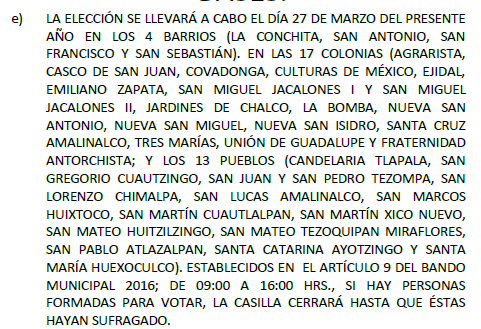 e) LA ELECCIÓN SE LLEVARÁ A CABO EL DÍA 27 DE MARZO DEL PRESENTE
AÑO EN LOS 4 BARRIOS (LA CONCHITA, SAN ANTONIO, SAN
FRANCISCO Y SAN SEBASTIÁN). EN LAS 17 COLONIAS (AGRARISTA,
CASCO DE SAN JUAN, COVADONGA, CULTURAS DE MÉXICO, EJIDAL,
EMILIANO ZAPATA, SAN MIGUEL JACALONES I Y SAN MIGUEL
JACALONES II, JARDINES DE CHALCO, LA BOMBA, NUEVA SAN
ANTONIO, NUEVA SAN MIGUEL, NUEVA SAN ISIDRO, SANTA CRUZ
AMALINALCO, TRES MARÍAS, UNIÓN DE GUADALUPE Y FRATERNIDAD
ANTORCHISTA; Y LOS 13 PUEBLOS (CANDELARIA TLAPALA, SAN
GREGORIO CUAUTZINGO, SAN JUAN Y SAN PEDRO TEZOMPA, SAN
LORENZO CHIMALPA, SAN LUCAS AMALINALCO, SAN MARCOS
HUIXTOCO, SAN MARTÍN CUAUTLALPAN, SAN MARTÍN XICO NUEVO,
SAN MATEO HUITZILZINGO, SAN MATEO TEZOQUIPAN MIRAFLORES,
SAN PABLO ATLAZALPAN, SANTA CATARINA AYOTZINGO Y SANTA
MARÍA HUEXOCULCO). ESTABLECIDOS EN EL ARTÍCULO 9 DEL BANDO
MUNICIPAL 2016; DE 09:00 A 16:00 HRS., SI HAY PERSONAS
FORMADAS PARA VOTAR, LA CASILLA CERRARÁ HASTA QUE ÉSTAS
HAYAN SUFRAGADO.